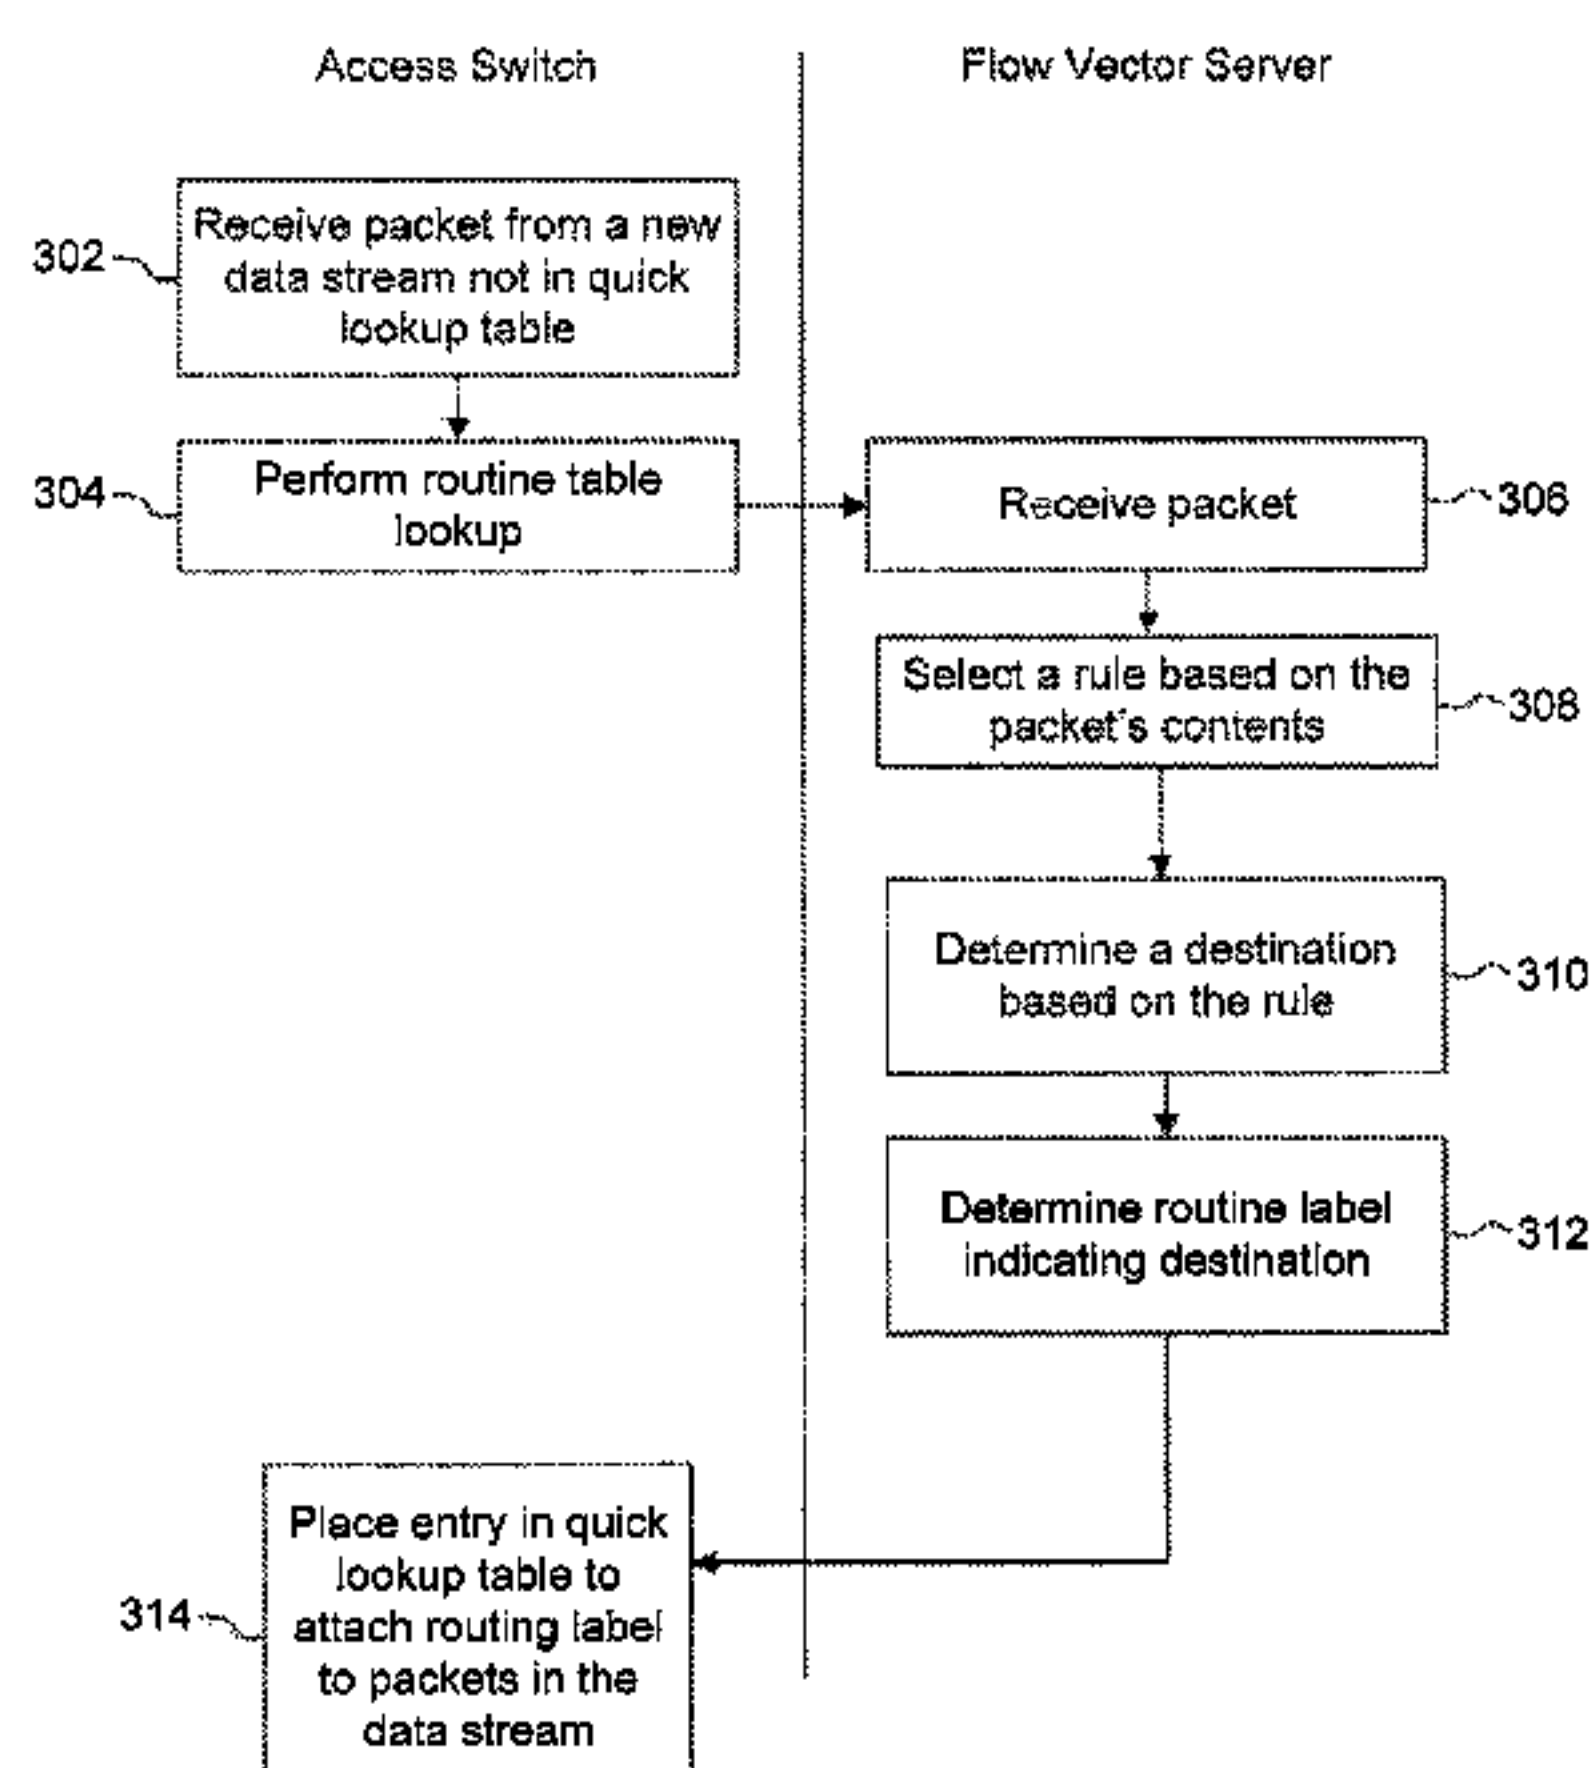 Access Switch
Flow Vector Server
302
Receive packet from a new
data stream not in quick
lookup table
304
Perform routine table
lookup
Receive packet
306
Select a rule based on the
packet's contents
308
Determine a destination
based on the rule
310
Determine routine label
indicating destination
312
314
Place entry in quick
lookup table to
attach routing label
to packets in the
data stream